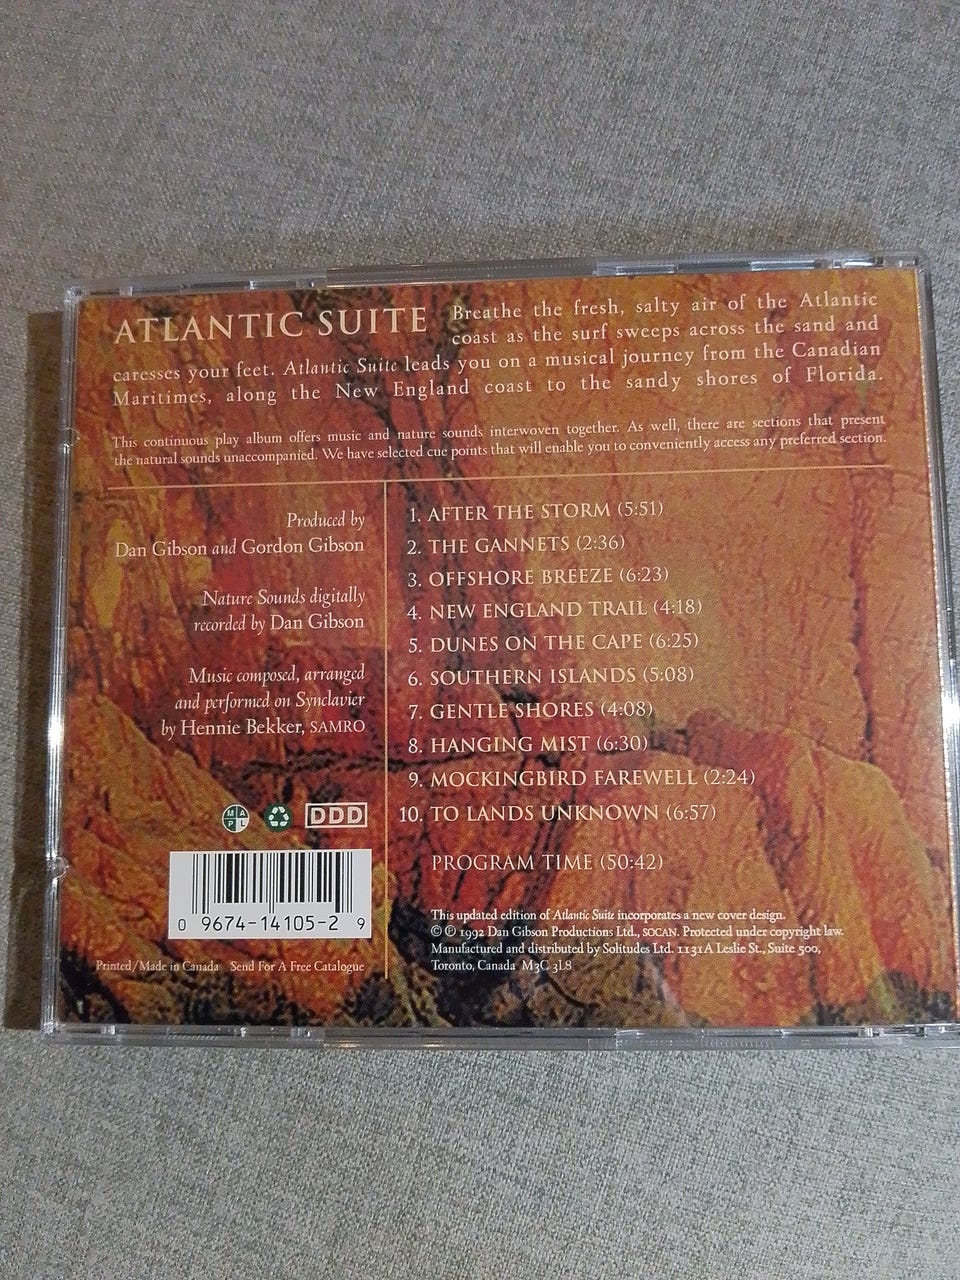 ATLANTIC SUITE
Breathe the fresh, salty air of the Atlantic
coast as the surf sweeps across the sand and
caresses your feet. Atlantic Suite leads you on a musical journey from the Canadian
Maritimes, along the New England coast to the sandy shores of Florida.
This continuous play album offers music and nature sounds interwoven together. As well, there are sections that present
the natural sounds unaccompanied. We have selected cue points that will enable you to conveniently access any preferred section.
Produced by
Dan Gibson and Gordon Gibson
Nature Sounds digitally
recorded by Dan Gibson
Music composed, arranged
and performed on Synclavier
by Hennie Bekker, SAMRO
MAPL
DDD
0 9674-14105-2 9
Printed/Made in Canada Send For A Free Catalogue
1. AFTER THE STORM (5:51)
2. THE GANNETS (2:36)
3. OFFSHORE BREEZE (6:23)
4. NEW ENGLAND TRAIL (4:18)
5. DUNES ON THE CAPE (6:25)
6. SOUTHERN ISLANDS (5:08)
7. GENTLE SHORES (4:08)
8. HANGING MIST (6:30)
9. MOCKINGBIRD FAREWELL (2:24)
10. TO LANDS UNKNOWN (6:57)
PROGRAM TIME (50:42)
This updated edition of Atlantic Suite incorporates a new cover design.
© ℗ 1992 Dan Gibson Productions Ltd., SOCAN. Protected under copyright law.
Manufactured and distributed by Solitudes Ltd. 1131A Leslie St., Suite 500,
Toronto, Canada M3C 3L8